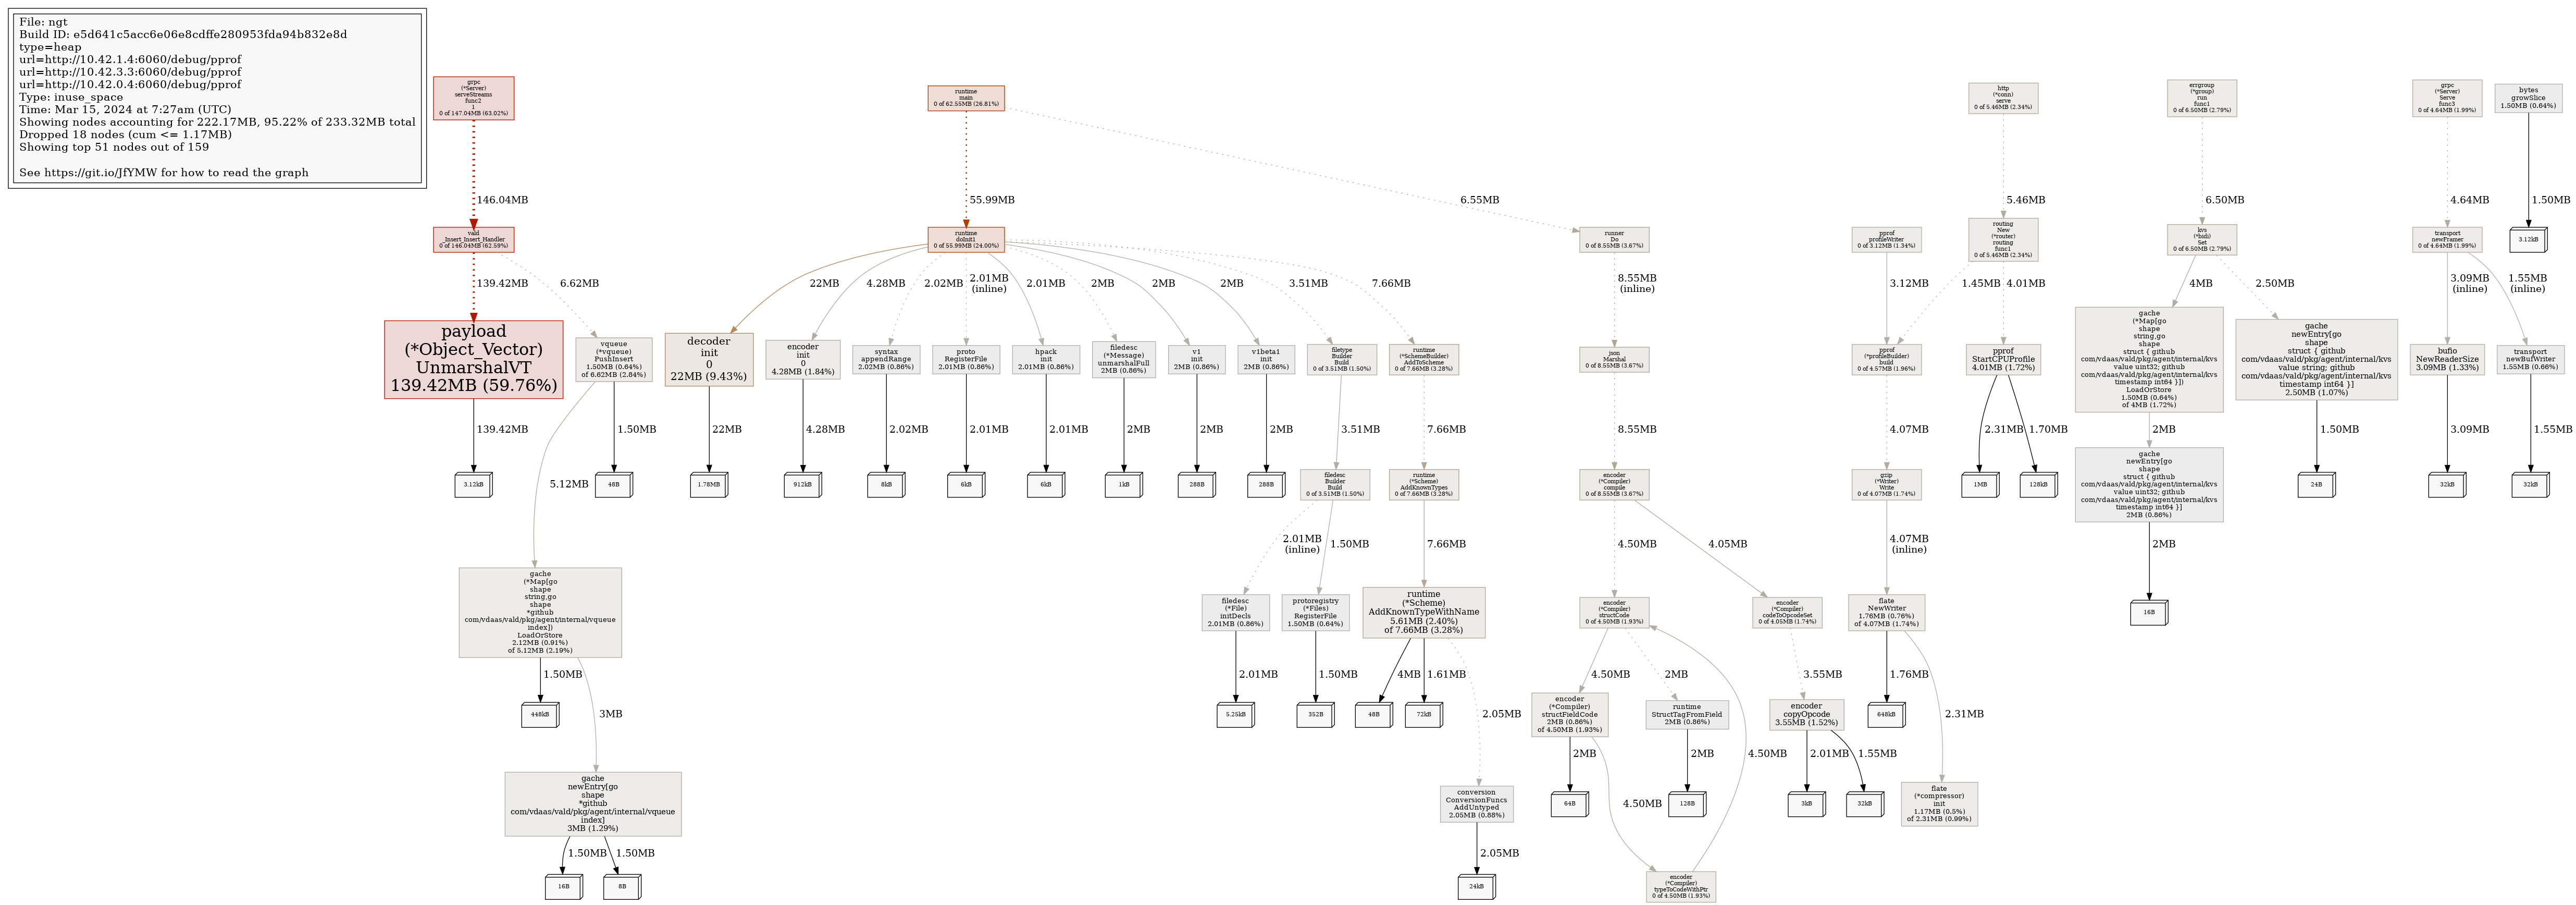 File: ngt
Build ID: e5d641c5acc6e06e8cdffe280953fda94b832e8d
type=heap
url=http://10.42.1.4:6060/debug/pprof
url=http://10.42.3.3:6060/debug/pprof
url=http://10.42.0.4:6060/debug/pprof
Type: inuse_space
Time: Mar 15, 2024 at 7:27am (UTC)
Showing nodes accounting for 222.17MB, 95.22% of 233.32MB total
Dropped 18 nodes (cum <= 1.17MB)
Showing top 51 nodes out of 159
See https://git.io/JfYMW for how to read the graph
grpc
(*Server)
serveStreams
func2
1
0 of 147.04MB (63.02%)
runtime
main
0 of 62.55MB (26.81%)
http
(*conn)
serve
0 of 5.46MB (2.34%)
errgroup
(*group)
run
func1
0 of 6.50MB (2.79%)
grpc
(*Server)
Serve
func3
0 of 4.64MB (1.99%)
bytes
growSlice
1.50MB (0.64%)
146.04MB
55.99MB
6.55MB
5.46MB
6.50MB
4.64MB
1.50MB
vald
_Insert_Insert_Handler
0 of 146.04MB (62.59%)
runtime
doInit1
0 of 55.99MB (24.00%)
runner
Do
0 of 8.55MB (3.67%)
pprof
profileWriter
0 of 3.12MB (1.34%)
routing
New
(*router)
routing
func1
0 of 5.46MB (2.34%)
kvs
(*bidi)
Set
0 of 6.50MB (2.79%)
transport
newFramer
0 of 4.64MB (1.99%)
3.12kB
139.42MB
6.62MB
22MB
4.28MB
2.02MB
2.01MB
(inline)
2.01MB
2MB
2MB
2MB
3.51MB
7.66MB
8.55MB
(inline)
3.12MB
1.45MB
4.01MB
4MB
2.50MB
3.09MB
(inline)
1.55MB
(inline)
payload
(*Object_Vector)
UnmarshalVT
139.42MB (59.76%)
vqueue
(*vqueue)
PushInsert
1.50MB (0.64%)
of 6.62MB (2.84%)
decoder
init
0
22MB (9.43%)
encoder
init
0
4.28MB (1.84%)
syntax
appendRange
2.02MB (0.86%)
proto
RegisterFile
2.01MB (0.86%)
hpack
init
2.01MB (0.86%)
filedesc
(*Message)
unmarshalFull
2MB (0.86%)
v1
init
2MB (0.86%)
v1beta1
init
2MB (0.86%)
filetype
Builder
Build
0 of 3.51MB (1.50%)
runtime
(*SchemeBuilder)
AddToScheme
0 of 7.66MB (3.28%)
json
Marshal
0 of 8.55MB (3.67%)
pprof
(*profileBuilder)
build
0 of 4.57MB (1.96%)
pprof
StartCPUProfile
4.01MB (1.72%)
gache
(*Map[go
shape
string,go
shape
struct { github
com/vdaas/vald/pkg/agent/internal/kvs
value uint32; github
com/vdaas/vald/pkg/agent/internal/kvs
timestamp int64 }])
LoadOrStore
1.50MB (0.64%)
of 4MB (1.72%)
gache
newEntry[go
shape
struct { github
com/vdaas/vald/pkg/agent/internal/kvs
value string; github
com/vdaas/vald/pkg/agent/internal/kvs
timestamp int64 }]
2.50MB (1.07%)
bufio
NewReaderSize
3.09MB (1.33%)
transport
newBufWriter
1.55MB (0.66%)
139.42MB
5.12MB
1.50MB
22MB
4.28MB
2.02MB
2.01MB
2.01MB
2MB
2MB
2MB
3.51MB
7.66MB
8.55MB
4.07MB
2.31MB
1.70MB
2MB
1.50MB
3.09MB
1.55MB
3.12kB
48B
1.78MB
912kB
8kB
6kB
6kB
1kB
288B
288B
filedesc
Builder
Build
0 of 3.51MB (1.50%)
runtime
(*Scheme)
AddKnownTypes
0 of 7.66MB (3.28%)
encoder
(*Compiler)
compile
0 of 8.55MB (3.67%)
gzip
(*Writer)
Write
0 of 4.07MB (1.74%)
1MB
128kB
gache
newEntry[go
shape
struct { github
com/vdaas/vald/pkg/agent/internal/kvs
value uint32; github
com/vdaas/vald/pkg/agent/internal/kvs
timestamp int64 }]
2MB (0.86%)
24B
32kB
32kB
2.01MB
(inline)
1.50MB
7.66MB
4.50MB
4.05MB
4.07MB
(inline)
2MB
gache
(*Map[go
shape
string,go
shape
*github
com/vdaas/vald/pkg/agent/internal/vqueue
index])
LoadOrStore
2.12MB (0.91%)
of 5.12MB (2.19%)
filedesc
(*File)
initDecls
2.01MB (0.86%)
protoregistry
(*Files)
RegisterFile
1.50MB (0.64%)
runtime
(*Scheme)
AddKnownTypeWithName
5.61MB (2.40%)
of 7.66MB (3.28%)
encoder
(*Compiler)
structCode
0 of 4.50MB (1.93%)
encoder
(*Compiler)
codeToOpcodeSet
0 of 4.05MB (1.74%)
flate
NewWriter
1.76MB (0.76%)
of 4.07MB (1.74%)
16B
1.50MB
3MB
2.01MB
1.50MB
4MB
1.61MB
2.05MB
4.50MB
2MB
4.50MB
3.55MB
1.76MB
2.31MB
448kB
5.25kB
352B
48B
72kB
encoder
(*Compiler)
structFieldCode
2MB (0.86%)
of 4.50MB (1.93%)
runtime
StructTagFromField
2MB (0.86%)
encoder
copyOpcode
3.55MB (1.52%)
648kB
2MB
4.50MB
2MB
2.01MB
1.55MB
gache
newEntry[go
shape
*github
com/vdaas/vald/pkg/agent/internal/vqueue
index]
3MB (1.29%)
conversion
ConversionFuncs
AddUntyped
2.05MB (0.88%)
64B
128B
3kB
32kB
flate
(*compressor)
init
1.17MB (0.5%)
of 2.31MB (0.99%)
1.50MB
1.50MB
2.05MB
16B
8B
24kB
encoder
(*Compiler)
typeToCodeWithPtr
0 of 4.50MB (1.93%)